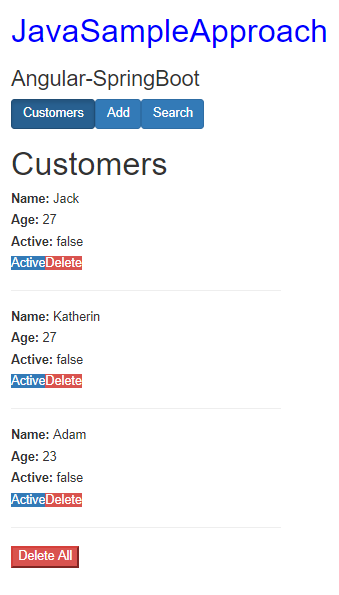 JavaSampleApproach
Angular-SpringBoot
Customers Add Search
Customers
Name: Jack
Age: 27
Active: false
ActiveDelete
Name: Katherin
Age: 27
Active: false
ActiveDelete
Name: Adam
Age: 23
Active: false
ActiveDelete
Delete All